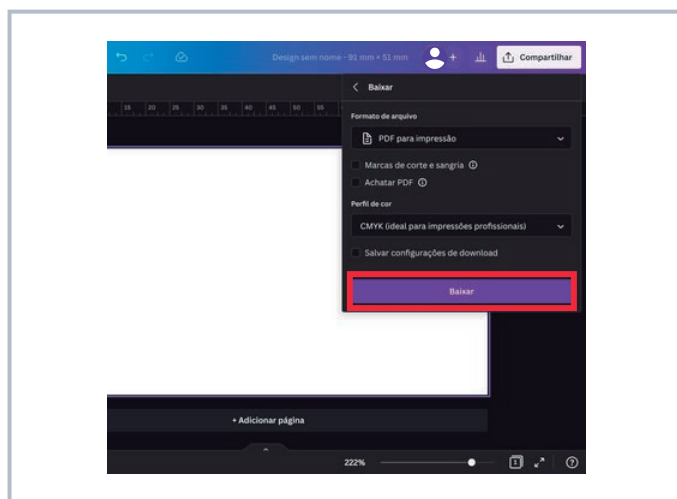 Design sem nome - 91 mm × 51 mm
+
Compartilhar
Baixar
15 20 25 30 35 40 45 50 55
Formato de arquivo
PDF para impressão
Marcas de corte e sangria
Achatar PDF
Perfil de cor
CMYK (ideal para impressões profissionais)
Salvar configurações de download
Baixar
+ Adicionar página
222%
1
?